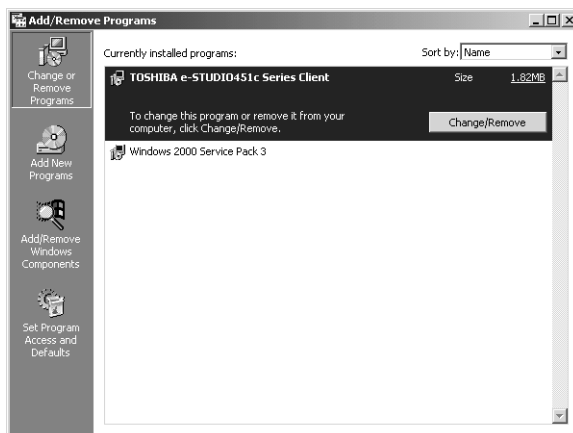 Add/Remove Programs
Change or
Remove
Programs
Add New
Programs
Add/Remove
Windows
Components
Set Program
Access and
Defaults
Currently installed programs:
Sort by: Name
TOSHIBA e-STUDIO451c Series Client
Size 1.82MB
To change this program or remove it from your
computer, click Change/Remove.
Change/Remove
Windows 2000 Service Pack 3